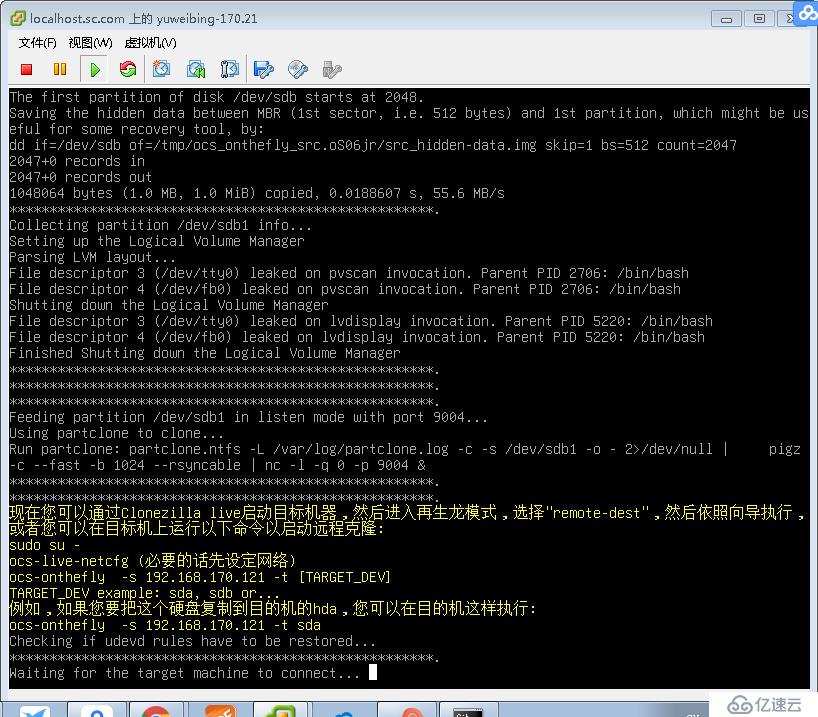 localhost.sc.com 上的 yuweibing-170.21
文件(F) 视图(W) 虚拟机(V)
The first partition of disk /dev/sdb starts at 2048.
Saving the hidden data between MBR (1st sector, i.e. 512 bytes) and 1st partition, which might be us
eful for some recovery tool, by:
dd if=/dev/sdb of=/tmp/ocs_onthefly_src.oS06jr/src_hidden-data.img skip=1 bs=512 count=2047
2047+0 records in
2047+0 records out
1048064 bytes (1.0 MB, 1.0 MiB) copied, 0.0188607 s, 55.6 MB/s
*****************************************************.
Collecting partition /dev/sdb1 info...
Setting up the Logical Volume Manager
Parsing LVM layout...
File descriptor 3 (/dev/tty0) leaked on pvscan invocation. Parent PID 2706: /bin/bash
File descriptor 4 (/dev/fb0) leaked on pvscan invocation. Parent PID 2706: /bin/bash
Shutting down the Logical Volume Manager
File descriptor 3 (/dev/tty0) leaked on lvdisplay invocation. Parent PID 5220: /bin/bash
File descriptor 4 (/dev/fb0) leaked on lvdisplay invocation. Parent PID 5220: /bin/bash
Finished Shutting down the Logical Volume Manager
*****************************************************.
*****************************************************.
*****************************************************.
Feeding partition /dev/sdb1 in listen mode with port 9004...
Using partclone to clone...
Run partclone: partclone.ntfs -L /var/log/partclone.log -c -s /dev/sdb1 -o - 2>/dev/null | pigz
-c --fast -b 1024 --rsyncable | nc -l -q 0 -p 9004 &
*****************************************************.
*****************************************************.
现在您可以通过Clonezilla live启动目标机器，然后进入再生龙模式，选择"remote-dest"，然后依照向导执行，
或者您可以在目标机上运行以下命令以启动远程克隆:
sudo su -
ocs-live-netcfg (必要的话先设定网络)
ocs-onthefly -s 192.168.170.121 -t [TARGET_DEV]
TARGET_DEV example: sda, sdb or...
例如，如果您要把这个硬盘复制到目的机的hda，您可以在目的机这样执行:
ocs-onthefly -s 192.168.170.121 -t sda
Checking if udevd rules have to be restored...
*****************************************************.
Waiting for the target machine to connect...
亿速云